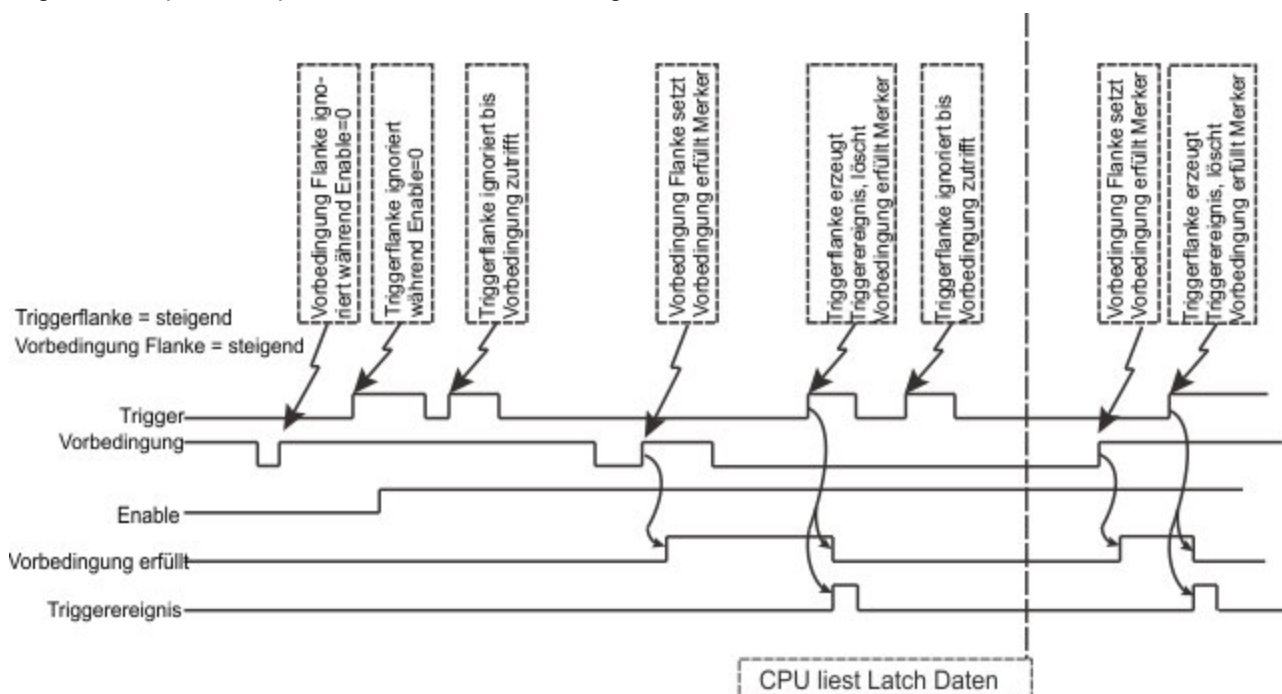 Vorbedingung Flanke igno-
riert während Enable=0
Triggerflanke ignoriert
während Enable=0
Triggerflanke ignoriert bis
Vorbedingung zutrifft
Vorbedingung Flanke setzt
Vorbedingung erfüllt Merker
Triggerflanke erzeugt
Triggerereignis, löscht
Vorbedingung erfüllt Merker
Triggerflanke ignoriert bis
Vorbedingung zutrifft
Vorbedingung Flanke setzt
Vorbedingung erfüllt Merker
Triggerflanke erzeugt
Triggerereignis, löscht
Vorbedingung erfüllt Merker
Triggerflanke = steigend
Vorbedingung Flanke = steigend
Trigger
Vorbedingung
Enable
Vorbedingung erfüllt
Triggerereignis
CPU liest Latch Daten